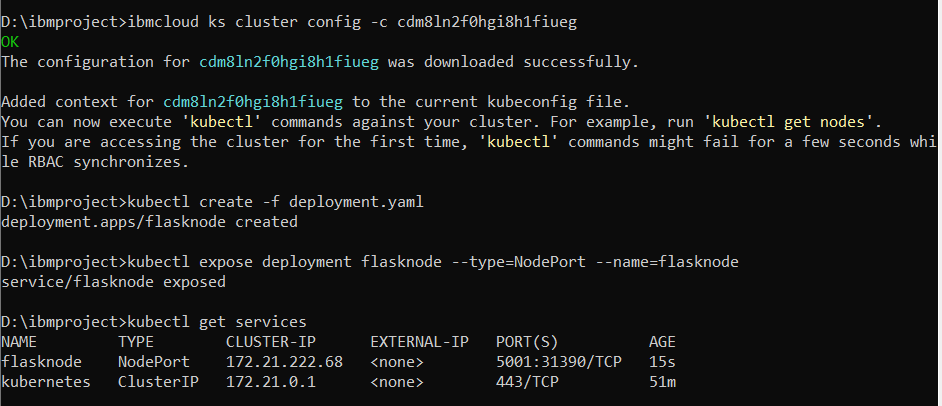 D:\ibmproject>ibmcloud ks cluster config -c cdm8ln2f0hgi8h1fiueg
OK
The configuration for cdm8ln2f0hgi8h1fiueg was downloaded successfully.
Added context for cdm8ln2f0hgi8h1fiueg to the current kubeconfig file.
You can now execute 'kubectl' commands against your cluster. For example, run 'kubectl get nodes'.
If you are accessing the cluster for the first time, 'kubectl' commands might fail for a few seconds whi
le RBAC synchronizes.
D:\ibmproject>kubectl create -f deployment.yaml
deployment.apps/flasknode created
D:\ibmproject>kubectl expose deployment flasknode --type=NodePort --name=flasknode
service/flasknode exposed
D:\ibmproject>kubectl get services
NAME TYPE CLUSTER-IP EXTERNAL-IP PORT(S) AGE
flasknode NodePort 172.21.222.68 <none> 5001:31390/TCP 15s
kubernetes ClusterIP 172.21.0.1 <none> 443/TCP 51m